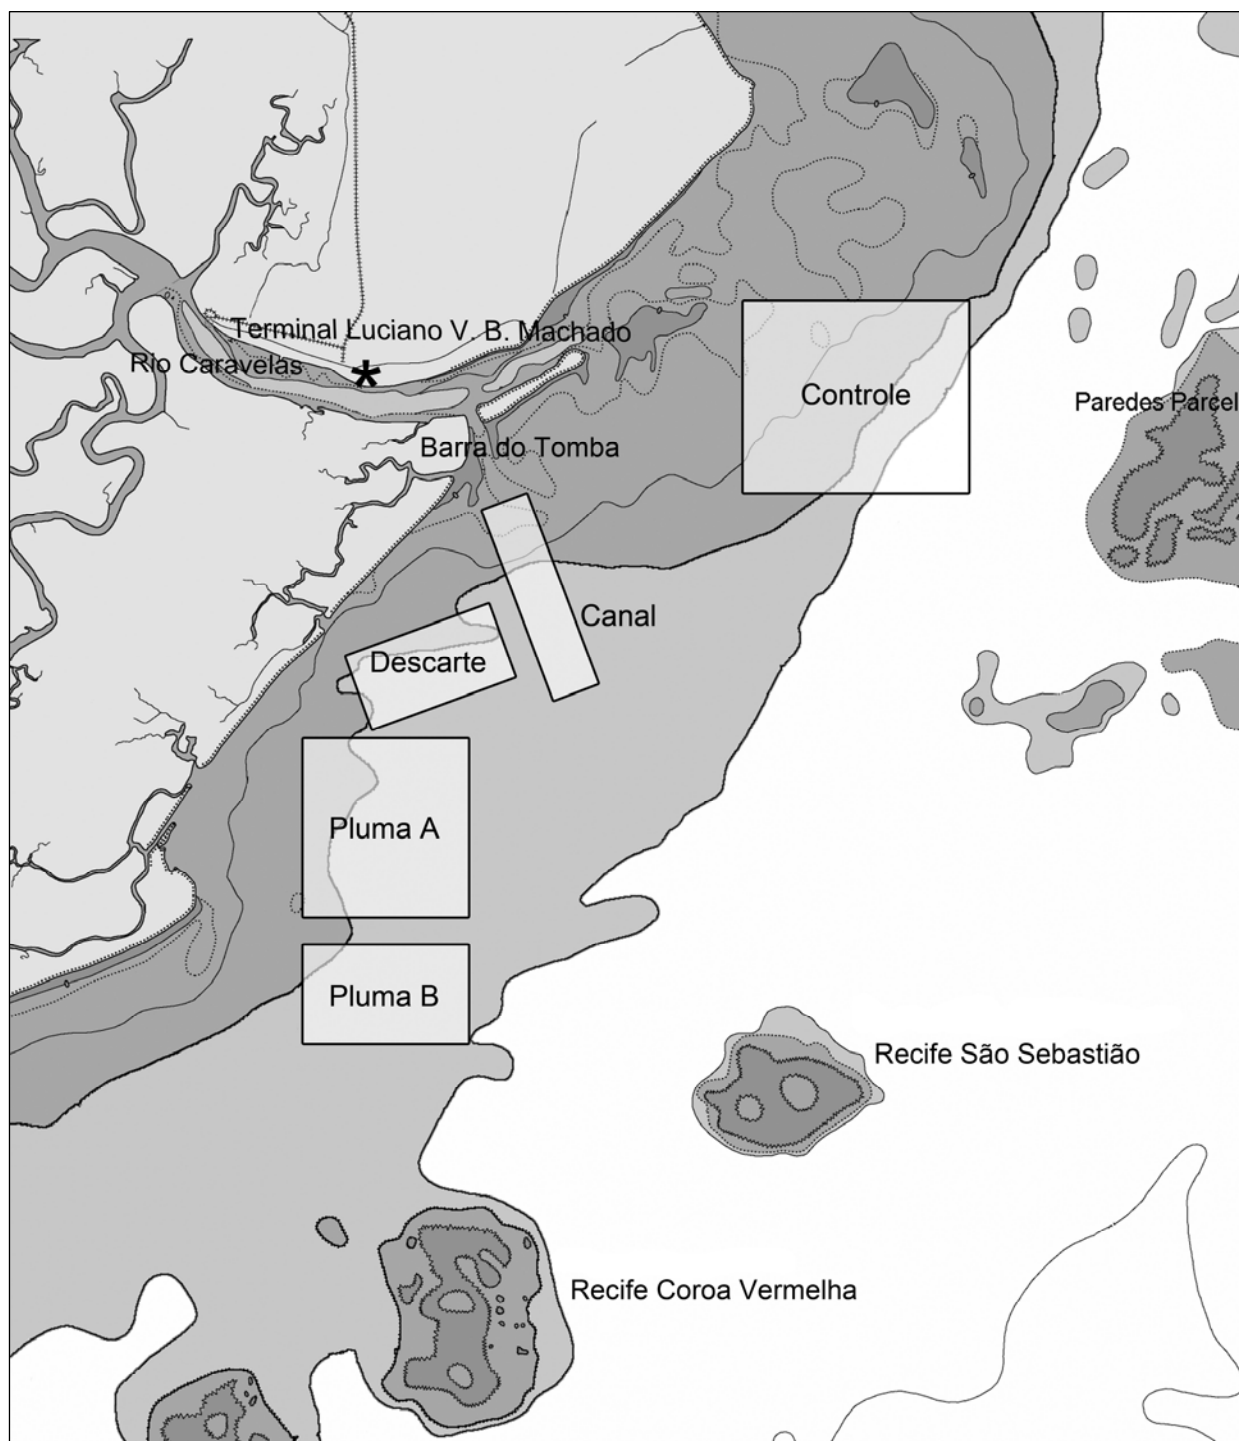 Terminal Luciano V. B. Machado
Rio Caravelas
*
Controle
Paredes Parcel
Barra do Tomba
Canal
Descarte
Pluma A
Pluma B
Recife São Sebastião
Recife Coroa Vermelha